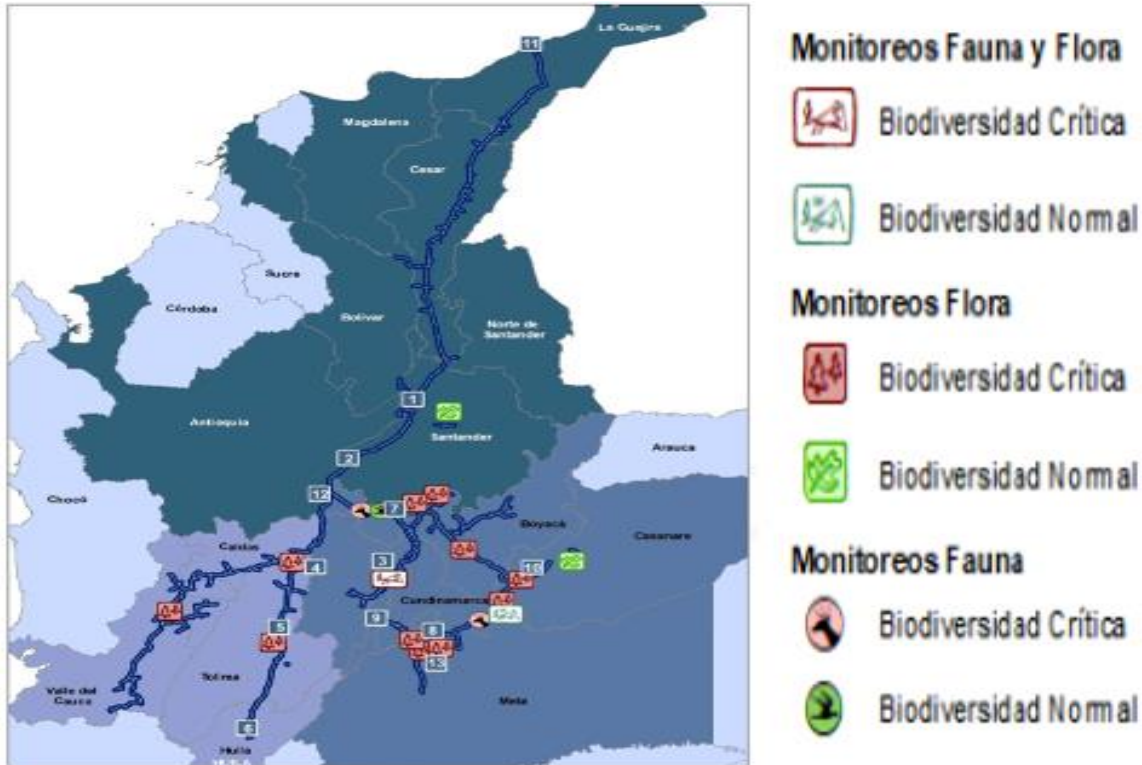 11
La Guajira
Magdalena
Cesar
Sucre
Córdoba
Bolívar
Norte de
Santander
1
Antioquia
Santander
Arauca
2
Chocó
12
7
Boyacá
Casanare
Caldas
3
4
10
Cundinamarca
9
5
8
13
Tolima
Valle del
Cauca
Meta
6
Huila
Monitoreos Fauna y Flora
Biodiversidad Crítica
Biodiversidad Normal
Monitoreos Flora
Biodiversidad Crítica
Biodiversidad Normal
Monitoreos Fauna
Biodiversidad Crítica
Biodiversidad Normal